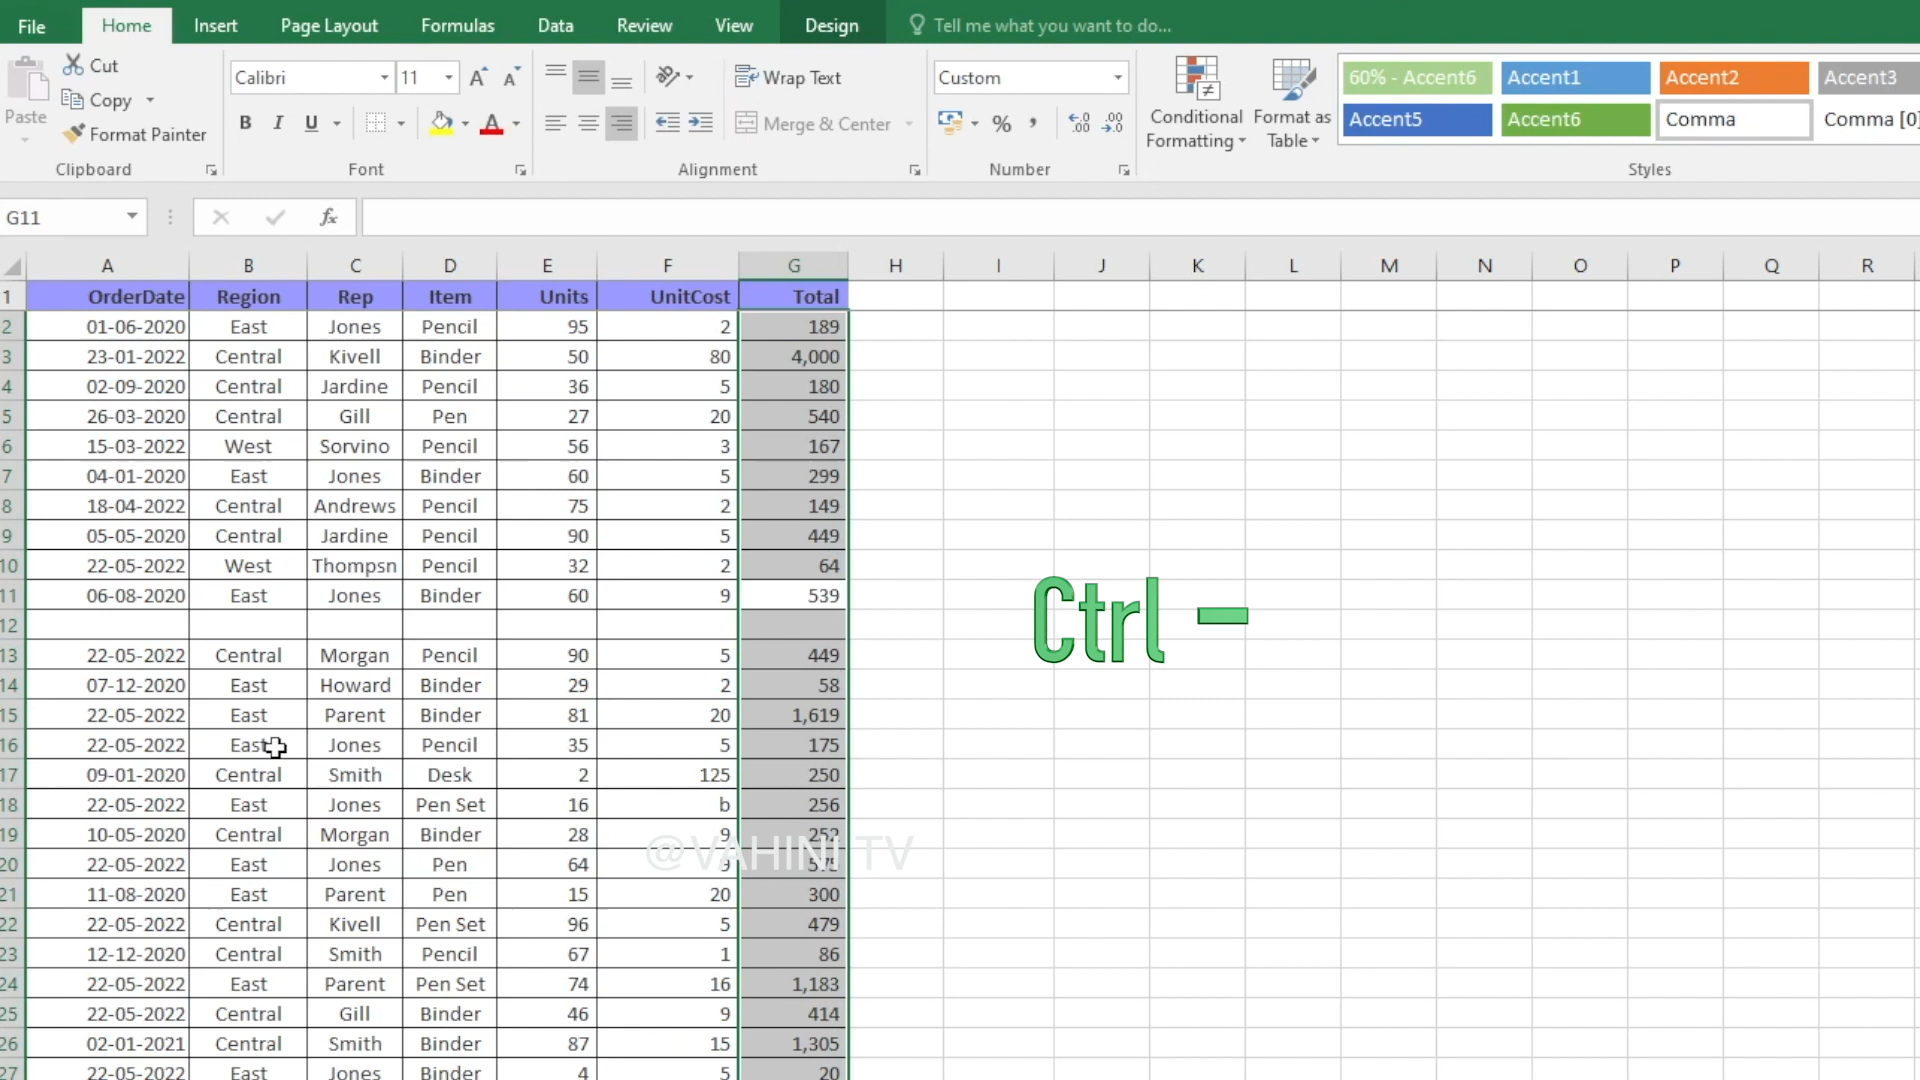 File Home Insert Page Layout Formulas Data Review View Design Tell me what you want to do...
Cut
Copy
Paste
Format Painter
Clipboard
Calibri 11 A A
B I U A
Font
Wrap Text
Merge & Center
Alignment
Custom
% , .00 .00
Number
Conditional Formatting
Format as Table
60% - Accent6 Accent1 Accent2 Accent3
Accent5 Accent6 Comma Comma [0]
Styles
G11 fx
A B C D E F G H I J K L M N O P Q R
1 OrderDate Region Rep Item Units UnitCost Total
2 01-06-2020 East Jones Pencil 95 2 189
3 23-01-2022 Central Kivell Binder 50 80 4,000
4 02-09-2020 Central Jardine Pencil 36 5 180
5 26-03-2020 Central Gill Pen 27 20 540
6 15-03-2022 West Sorvino Pencil 56 3 167
7 04-01-2020 East Jones Binder 60 5 299
8 18-04-2022 Central Andrews Pencil 75 2 149
9 05-05-2020 Central Jardine Pencil 90 5 449
10 22-05-2022 West Thompsn Pencil 32 2 64
11 06-08-2020 East Jones Binder 60 9 539
12
13 22-05-2022 Central Morgan Pencil 90 5 449
14 07-12-2020 East Howard Binder 29 2 58
15 22-05-2022 East Parent Binder 81 20 1,619
16 22-05-2022 East Jones Pencil 35 5 175
17 09-01-2020 Central Smith Desk 2 125 250
18 22-05-2022 East Jones Pen Set 16 b 256
19 10-05-2020 Central Morgan Binder 28 9 252
20 22-05-2022 East Jones Pen 64 9
21 11-08-2020 East Parent Pen 15 20 300
22 22-05-2022 Central Kivell Pen Set 96 5 479
23 12-12-2020 Central Smith Pencil 67 1 86
24 22-05-2022 East Parent Pen Set 74 16 1,183
25 22-05-2022 Central Gill Binder 46 9 414
26 02-01-2021 Central Smith Binder 87 15 1,305
27 22-05-2022 East Jones Binder 4 5 20
Ctrl -
@VAHINI TV